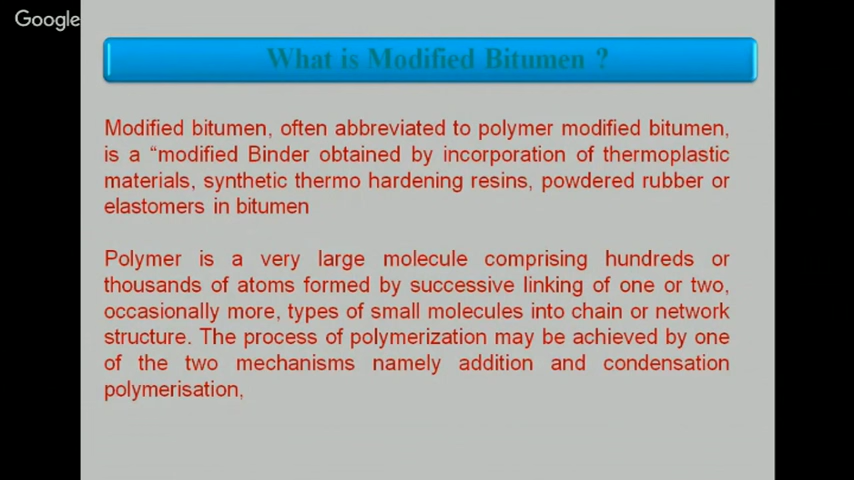 Google
What is Modified Bitumen ?
Modified bitumen, often abbreviated to polymer modified bitumen,
is a “modified Binder obtained by incorporation of thermoplastic
materials, synthetic thermo hardening resins, powdered rubber or
elastomers in bitumen
Polymer is a very large molecule comprising hundreds or
thousands of atoms formed by successive linking of one or two,
occasionally more, types of small molecules into chain or network
structure. The process of polymerization may be achieved by one
of the two mechanisms namely addition and condensation
polymerisation,